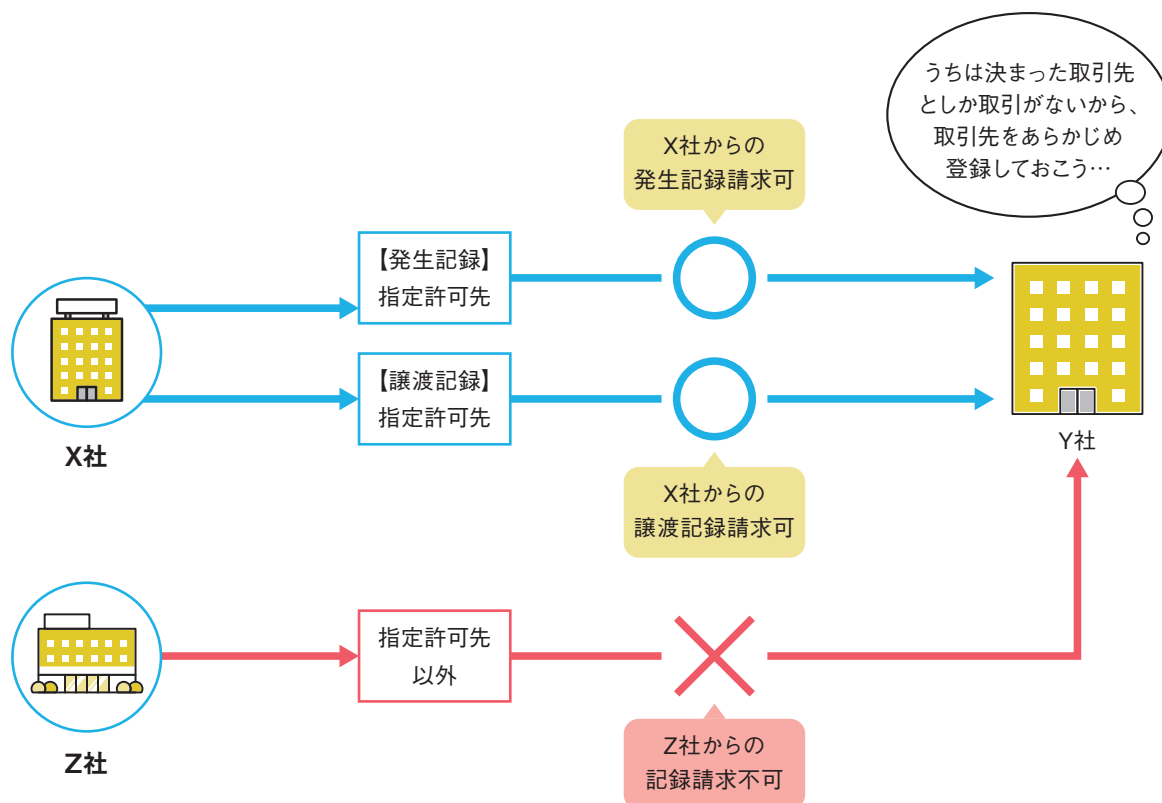 うちは決まった取引先
としか取引がないから、
取引先をあらかじめ
登録しておこう…
X社からの
発生記録請求可
【発生記録】
指定許可先
【譲渡記録】
指定許可先
X社
Y社
X社からの
譲渡記録請求可
指定許可先
以外
Z社
Z社からの
記録請求不可